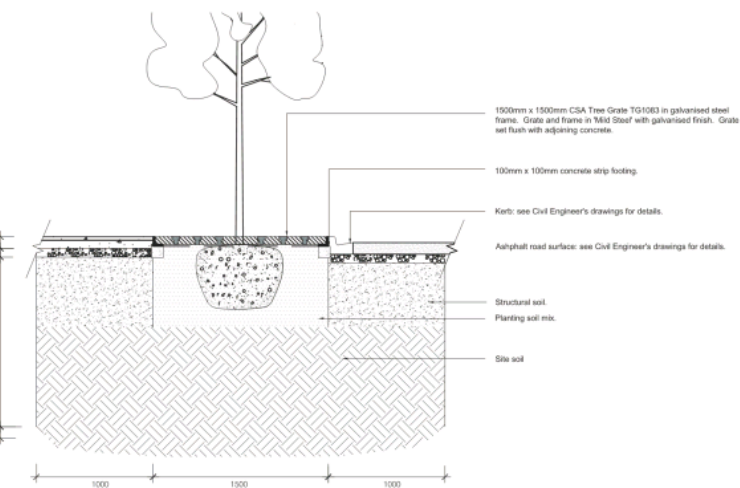 1500mm x 1500mm CSA Tree Grate TG1083 in galvanised steel
frame. Grate and frame in 'Mild Steel' with galvanised finish. Grate
set flush with adjoining concrete.
100mm x 100mm concrete strip footing.
Kerb: see Civil Engineer's drawings for details.
Ashphalt road surface: see Civil Engineer's drawings for details.
Structural soil.
Planting soil mix.
Site soil
1000
1500
1000